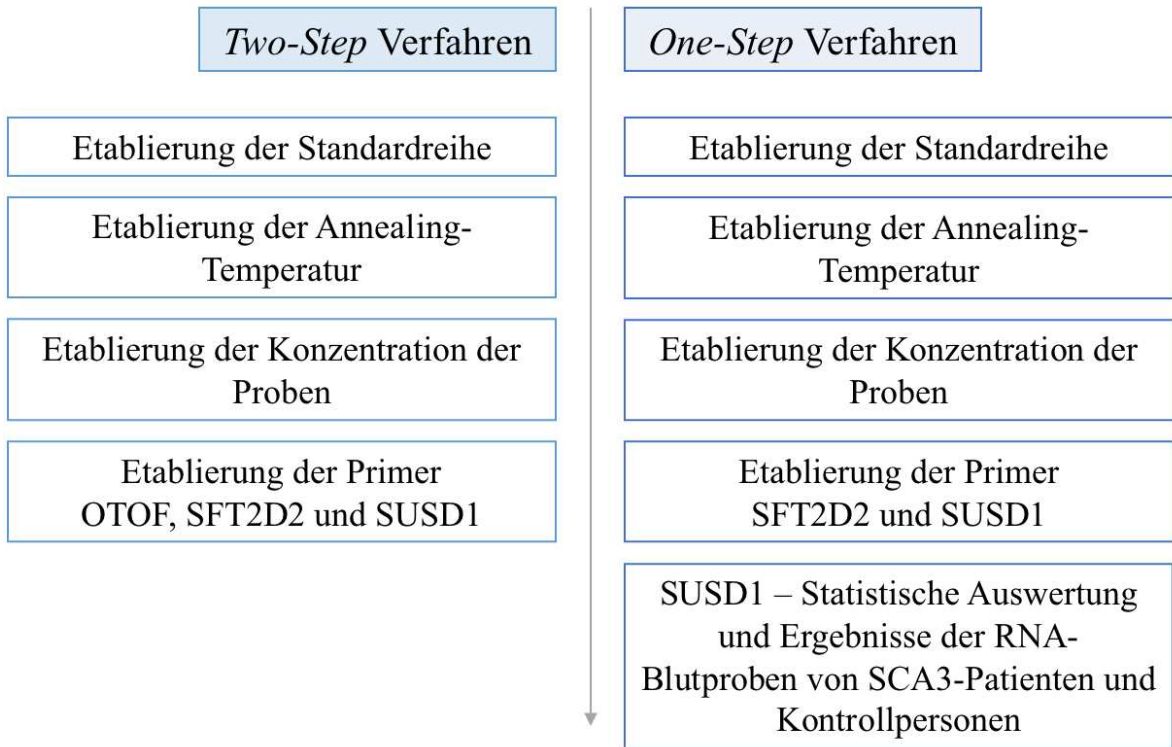 Two-Step Verfahren
Etablierung der Standardreihe
Etablierung der Annealing-
Temperatur
Etablierung der Konzentration der
Proben
Etablierung der Primer
OTOF, SFT2D2 und SUSD1
One-Step Verfahren
Etablierung der Standardreihe
Etablierung der Annealing-
Temperatur
Etablierung der Konzentration der
Proben
Etablierung der Primer
SFT2D2 und SUSD1
SUSD1 – Statistische Auswertung
und Ergebnisse der RNA-
Blutproben von SCA3-Patienten und
Kontrollpersonen